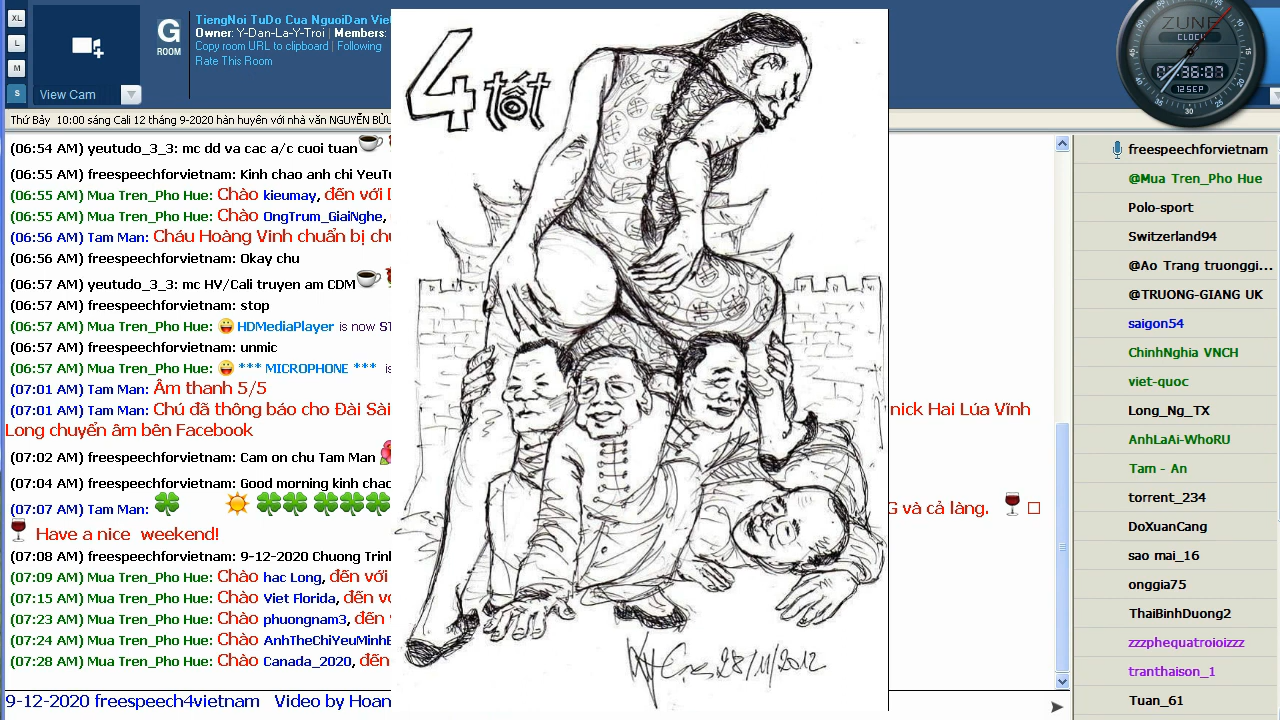 XL
L
M
S
View Cam
G
ROOM
TiengNoi TuDo Cua NguoiDan Viet
Owner: Y-Dan-La-Y-Troi | Members:
Copy room URL to clipboard | Following
Rate This Room
ZUNE
CLOCK
07:36:07
12 SEP
Thứ Bảy 10:00 sáng Cali 12 tháng 9-2020 hàn huyên với nhà văn NGUYỄN BỬU
4 tốt
(06:54 AM) yeutudo_3_3: mc dd va cac a/c cuoi tuan
(06:55 AM) freespeechforvietnam: Kinh chao anh chi YeuTu
(06:55 AM) Mua Tren_Pho Hue: Chào kieumay, đến với
(06:55 AM) Mua Tren_Pho Hue: Chào OngTrum_GiaiNghe,
(06:56 AM) Tam Man: Cháu Hoàng Vinh chuẩn bị
(06:56 AM) freespeechforvietnam: Okay chu
(06:57 AM) yeutudo_3_3: mc HV/Cali truyen am CDM
(06:57 AM) freespeechforvietnam: stop
(06:57 AM) Mua Tren_Pho Hue: HDMediaPlayer is now ST
(06:57 AM) freespeechforvietnam: unmic
(06:57 AM) Mua Tren_Pho Hue: *** MICROPHONE *** is
(07:01 AM) Tam Man: Âm thanh 5/5
(07:01 AM) Tam Man: Chú đã thông báo cho Đài Sài nick Hai Lúa Vĩnh
Long chuyển âm bên Facebook
(07:02 AM) freespeechforvietnam: Cam on chu Tam Man
(07:04 AM) freespeechforvietnam: Good morning kinh chao
(07:07 AM) Tam Man: G và cả làng.
Have a nice weekend!
(07:08 AM) freespeechforvietnam: 9-12-2020 ChuongTrinh
(07:09 AM) Mua Tren_Pho Hue: Chào hac Long, đến với
(07:15 AM) Mua Tren_Pho Hue: Chào Viet Florida, đến
(07:23 AM) Mua Tren_Pho Hue: Chào phuongnam3, đến
(07:24 AM) Mua Tren_Pho Hue: Chào AnhTheChiYeuMinhE
(07:28 AM) Mua Tren_Pho Hue: Chào Canada_2020, đến
28/11/2012
9-12-2020 freespeech4vietnam Video by Hoan
freespeechforvietnam
@Mua Tren_Pho Hue
Polo-sport
Switzerland94
@Ao Trang truonggi...
@TRUONG-GIANG UK
saigon54
ChinhNghia VNCH
viet-quoc
Long_Ng_TX
AnhLaAi-WhoRU
Tam - An
torrent_234
DoXuanCang
sao mai_16
onggia75
ThaiBinhDuong2
zzzphequatroioizzz
tranthaison_1
Tuan_61